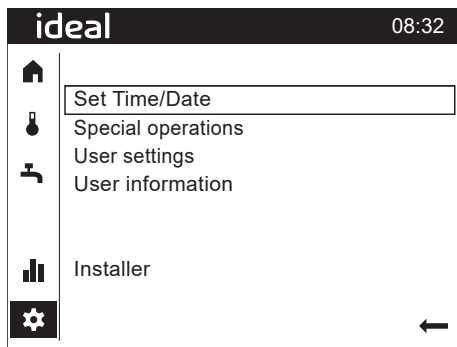 ideal 08:32
Set Time/Date
Special operations
User settings
User information
Installer